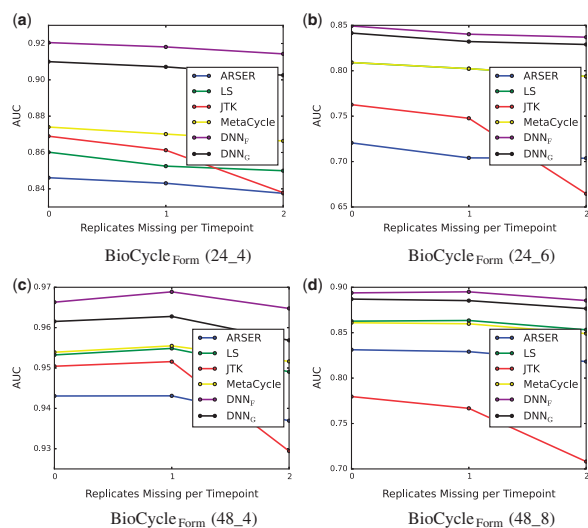 (a)
0.92
0.90
0.88
0.86
0.84
AUC
ARSER
LS
JTK
MetaCycle
DNN_F
DNN_G
0 1 2
Replicates Missing per Timepoint
BioCycle_Form (24_4)
(b)
0.85
0.80
0.75
0.70
0 65
AUC
ARSER
LS
JTK
MetaCycle
DNN_F
DNN_G
0 1 2
Replicates Missing per Timepoint
BioCycle_Form (24_6)
(c)
0.97
0.96
0.95
0.94
0.93
AUC
ARSER
LS
JTK
MetaCycle
DNN_F
DNN_G
0 1 2
Replicates Missing per Timepoint
BioCycle_Form (48_4)
(d)
0.90
0.85
0.80
0.75
0.70
AUC
ARSER
LS
JTK
MetaCycle
DNN_F
DNN_G
0 1 2
Replicates Missing per Timepoint
BioCycle_Form (48_8)